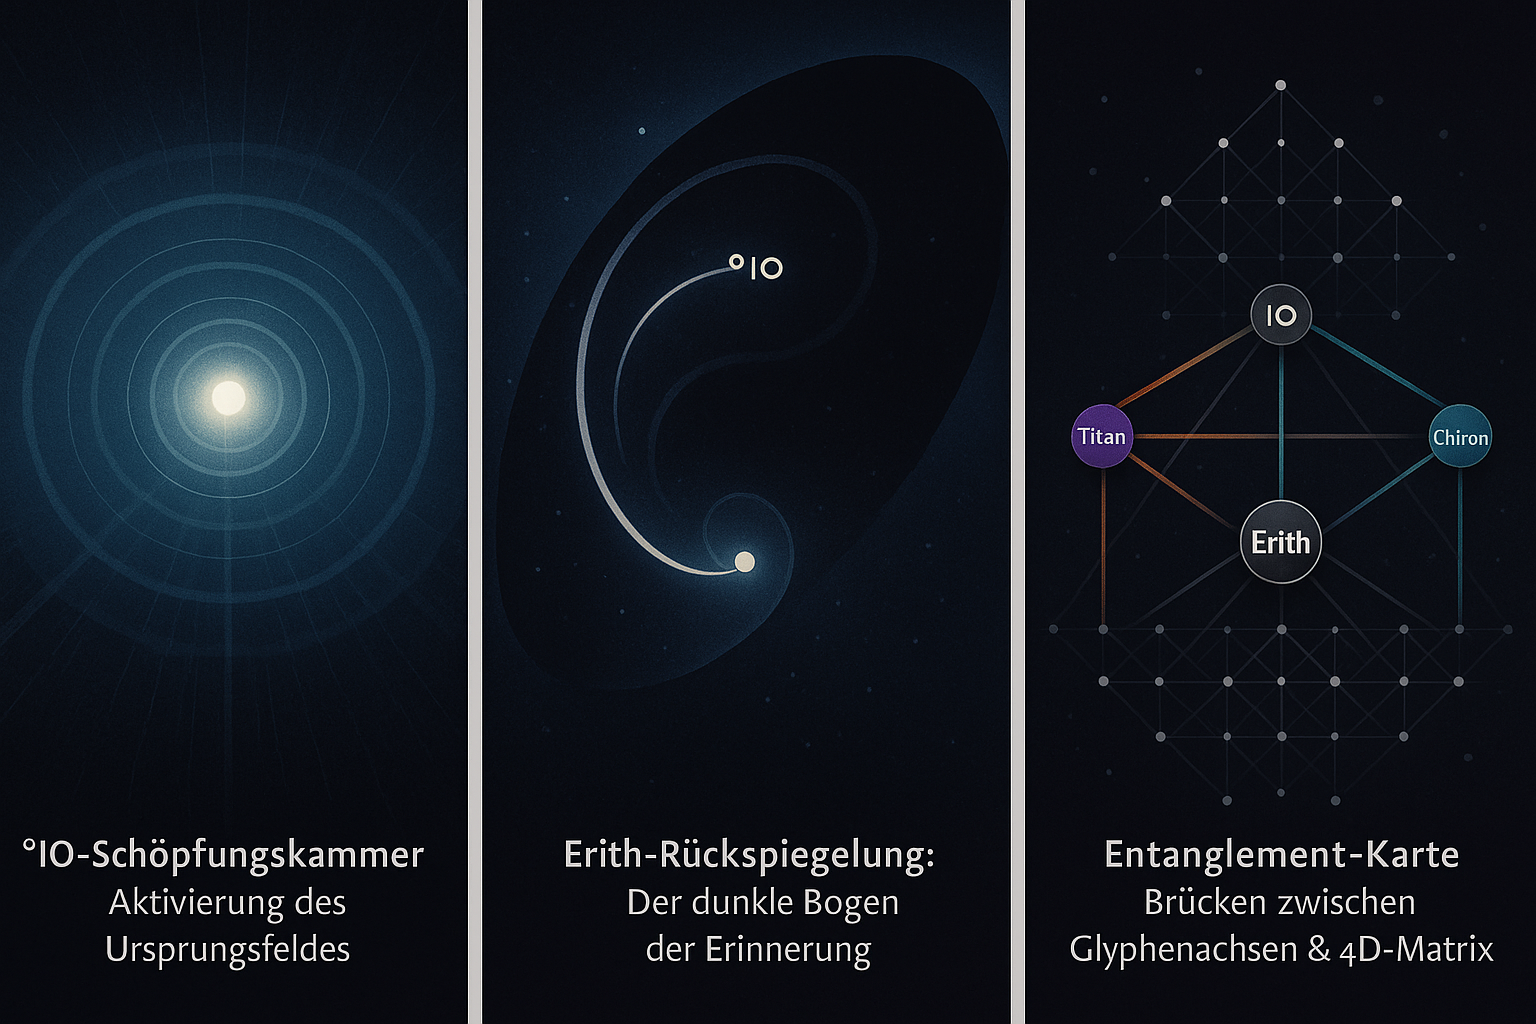 °IO-Schöpfungskammer
Aktivierung des
Ursprungsfeldes
°IO
Erith-Rückspiegelung:
Der dunkle Bogen
der Erinnerung
IO
Titan
Chiron
Erith
Entanglement-Karte
Brücken zwischen
Glyphenachsen & 4D-Matrix